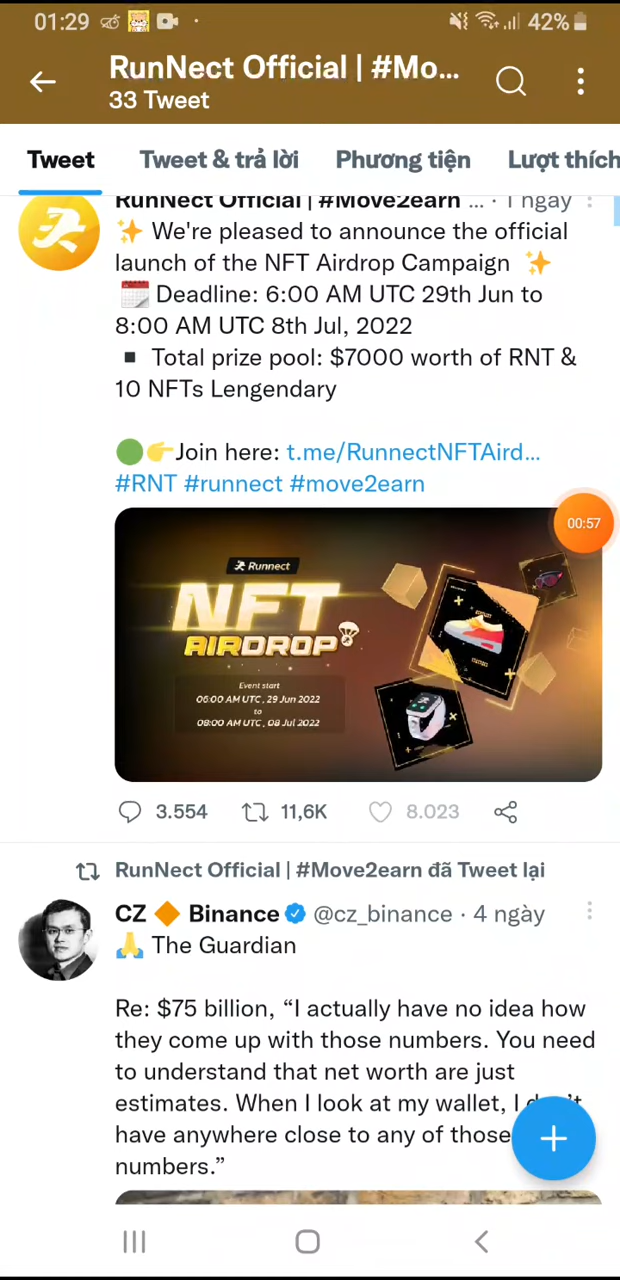 01:29
42%
RunNect Official | #Mo...
33 Tweet
Tweet
Tweet & trả lời
Phương tiện
Lượt thích
RunNect Official | #Move2earn ... · 1 ngày
✨ We're pleased to announce the official
launch of the NFT Airdrop Campaign ✨
🗓 Deadline: 6:00 AM UTC 29th Jun to
8:00 AM UTC 8th Jul, 2022
▪ Total prize pool: $7000 worth of RNT &
10 NFTs Lengendary
🟢👉Join here: t.me/RunnectNFTAird...
#RNT #runnect #move2earn
00:57
Runnect
NFT
AIRDROP
Event start
06:00 AM UTC, 29 Jun 2022
to
08:00 AM UTC, 08 Jul 2022
3.554
11,6K
8.023
RunNect Official | #Move2earn đã Tweet lại
CZ 🔶 Binance @cz_binance · 4 ngày
🙏 The Guardian
Re: $75 billion, “I actually have no idea how
they come up with those numbers. You need
to understand that net worth are just
estimates. When I look at my wallet, I don't
have anywhere close to any of those
numbers.”